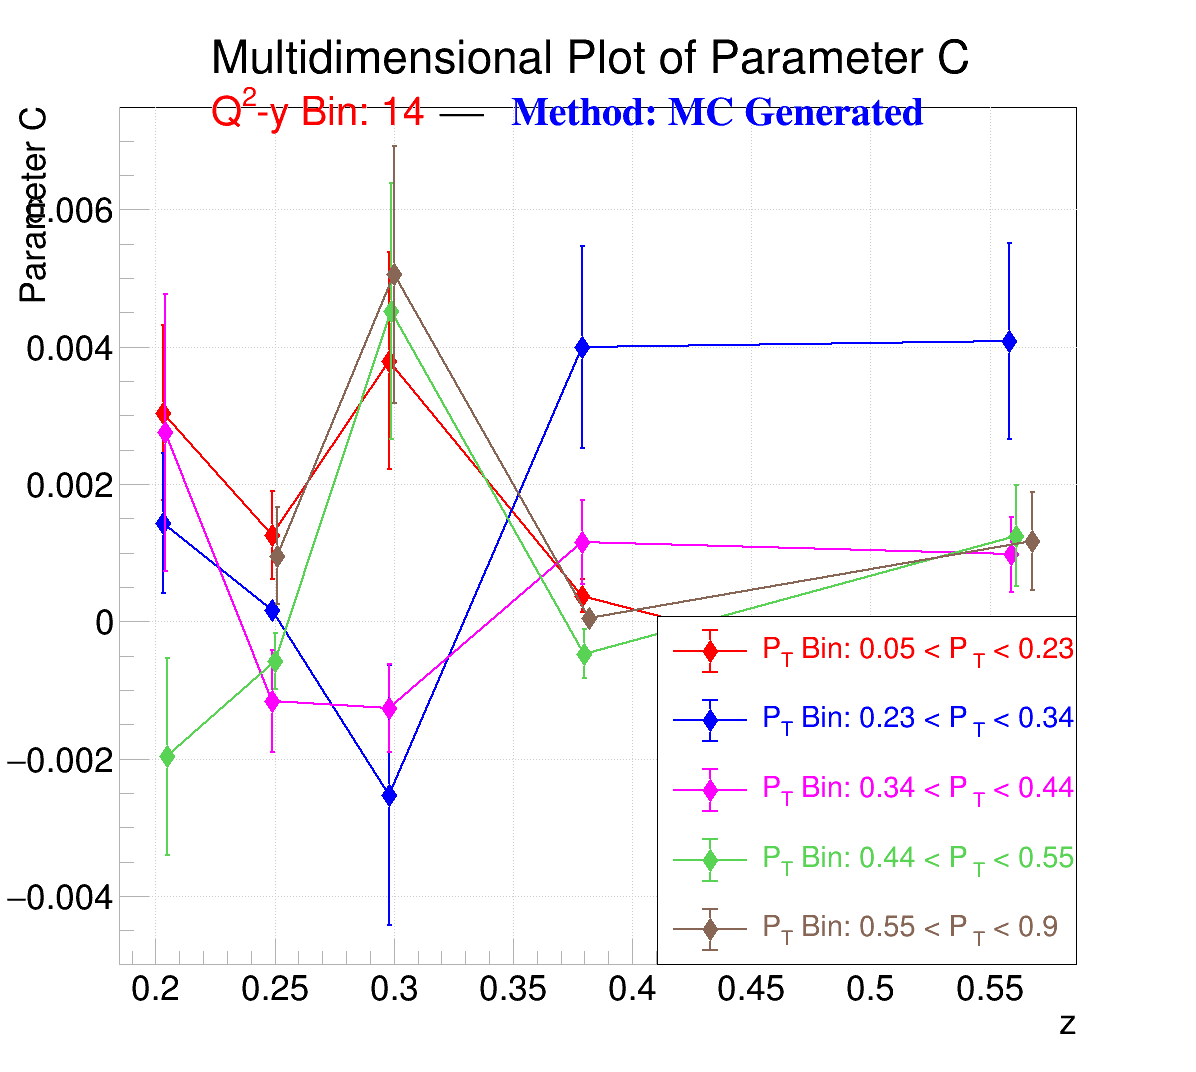 Multidimensional Plot of Parameter C
Q2-y Bin: 14 — Method: MC Generated
Parameter C
0.006
0.004
0.002
0
−0.002
−0.004
0.2 0.25 0.3 0.35 0.4 0.45 0.5 0.55
z
PT Bin: 0.05 < PT < 0.23
PT Bin: 0.23 < PT < 0.34
PT Bin: 0.34 < PT < 0.44
PT Bin: 0.44 < PT < 0.55
PT Bin: 0.55 < PT < 0.9